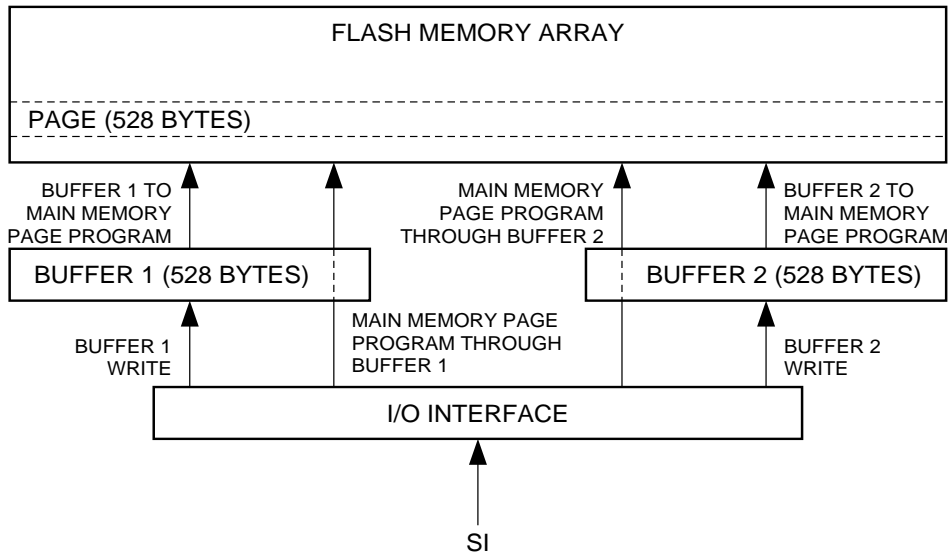 FLASH MEMORY ARRAY
PAGE (528 BYTES)
BUFFER 1 TO
MAIN MEMORY
PAGE PROGRAM
MAIN MEMORY
PAGE PROGRAM
THROUGH BUFFER 2
BUFFER 2 TO
MAIN MEMORY
PAGE PROGRAM
BUFFER 1 (528 BYTES)
BUFFER 2 (528 BYTES)
BUFFER 1
WRITE
MAIN MEMORY PAGE
PROGRAM THROUGH
BUFFER 1
BUFFER 2
WRITE
I/O INTERFACE
SI